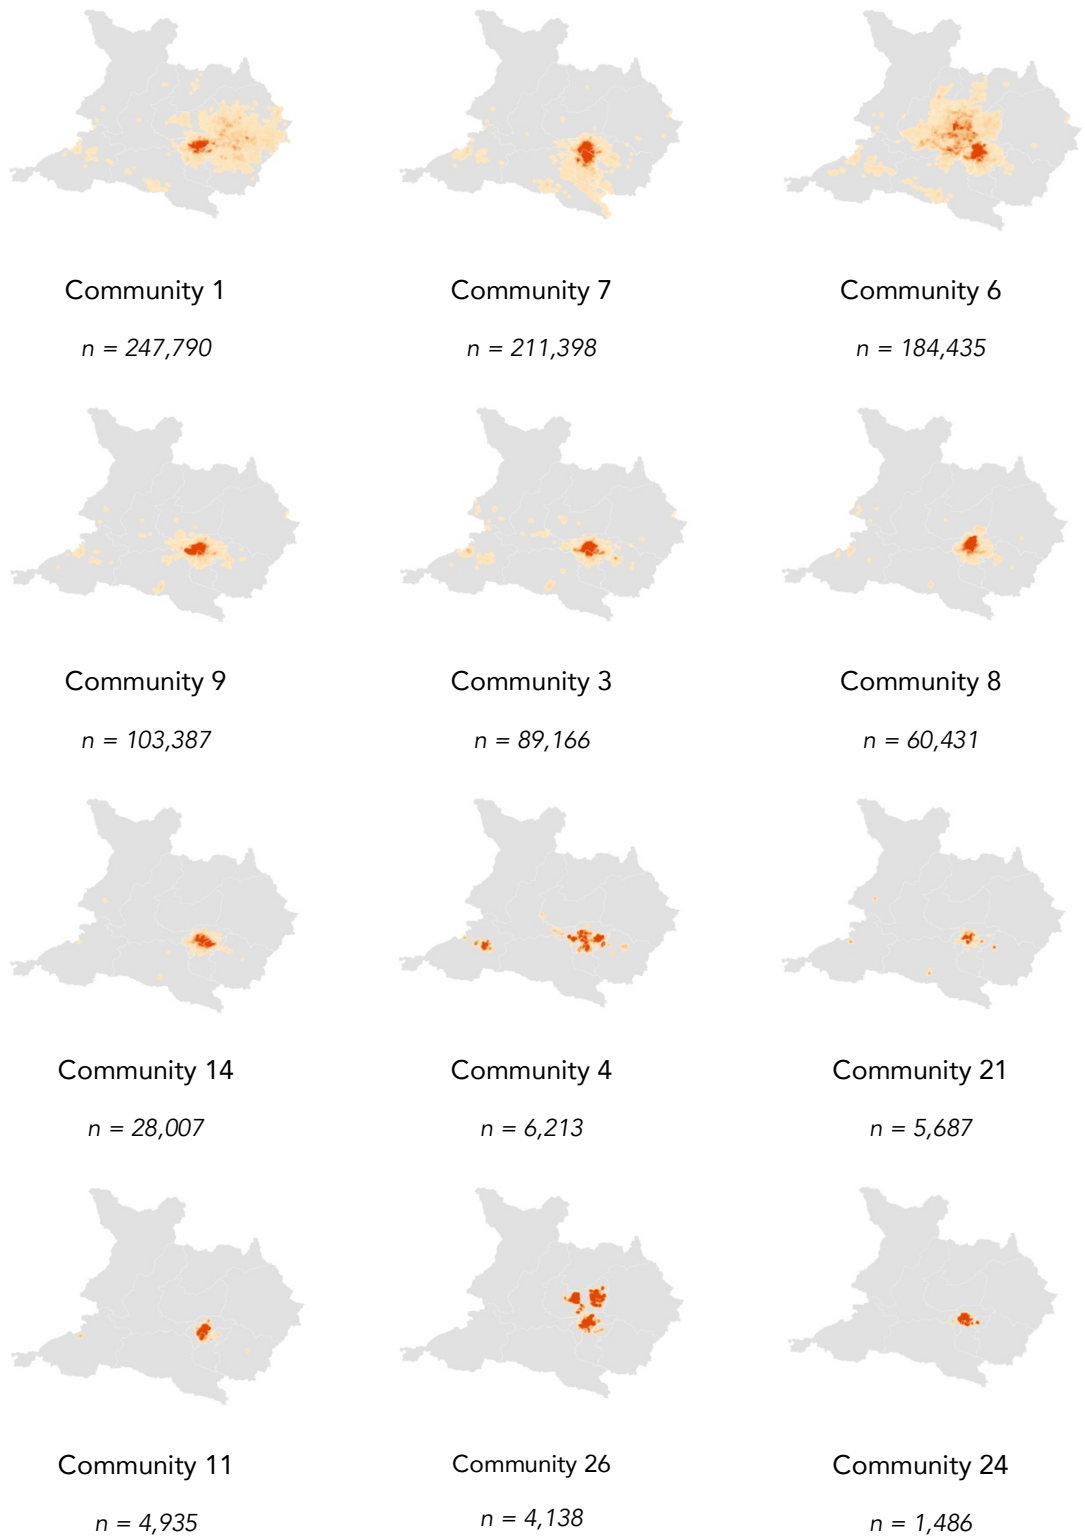 Community 1
Community 7
Community 6
n = 247,790
n = 211,398
n = 184,435
Community 9
Community 3
Community 8
n = 103,387
n = 89,166
n = 60,431
Community 14
Community 4
Community 21
n = 28,007
n = 6,213
n = 5,687
Community 11
Community 26
Community 24
n = 4,935
n = 4,138
n = 1,486